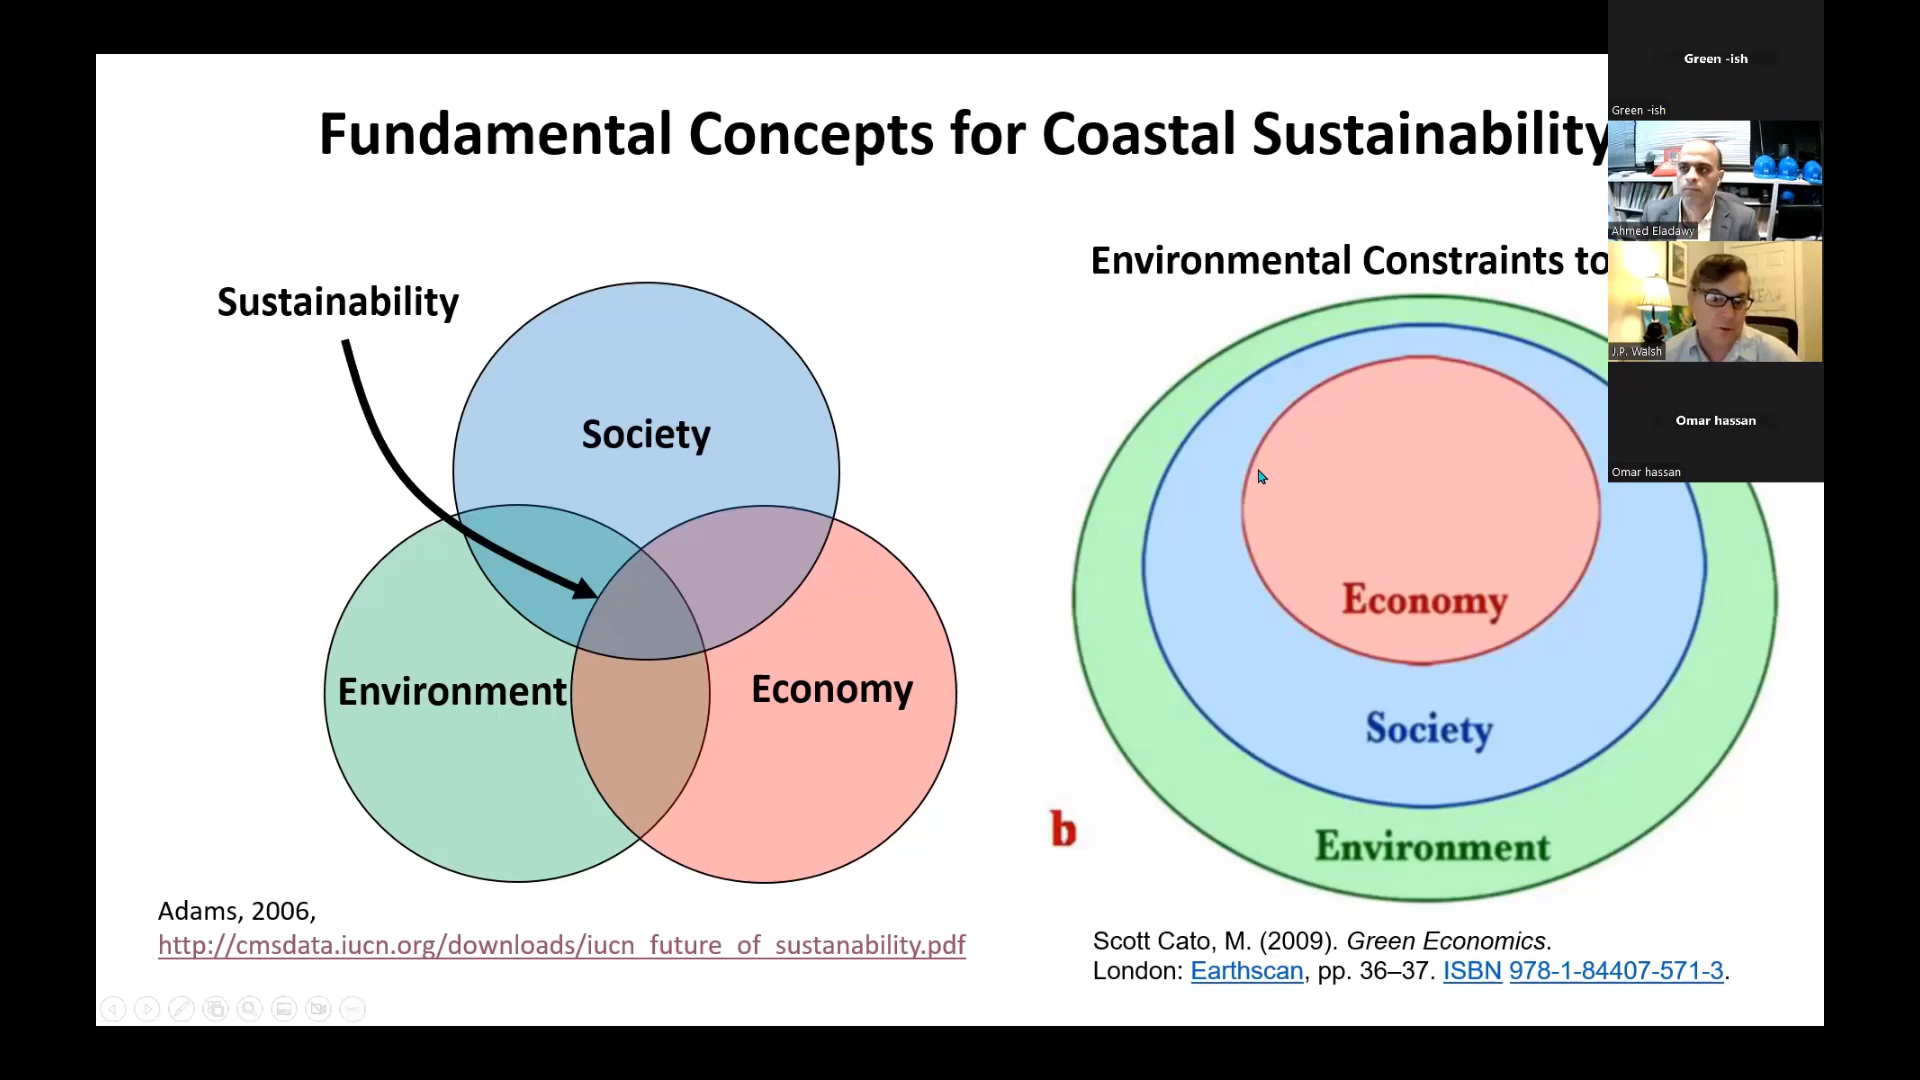 Fundamental Concepts for Coastal Sustainability
Sustainability
Society
Environment
Economy
Adams, 2006,
http://cmsdata.iucn.org/downloads/iucn_future_of_sustanability.pdf
Environmental Constraints to
Economy
Society
Environment
b
Scott Cato, M. (2009). Green Economics.
London: Earthscan, pp. 36–37. ISBN 978-1-84407-571-3.
Green -ish
Green -ish
Ahmed Eladawy
J.P. Walsh
Omar hassan
Omar hassan